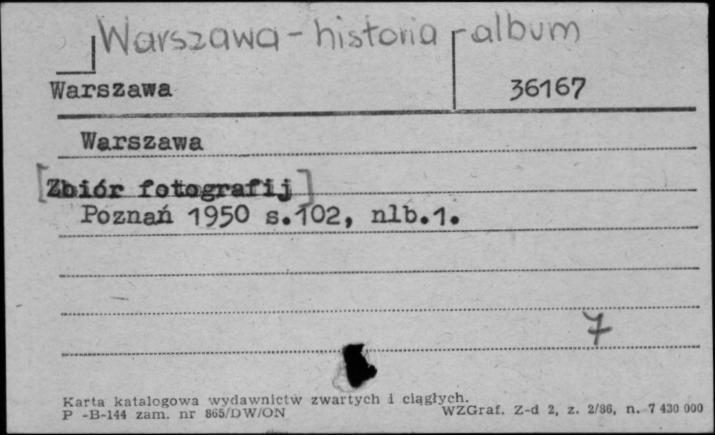 Warszawa - historia - album
Warszawa 36167
Warszawa
[Zbiór fotografij]
Poznań 1950 s.102, nlb.1.
7
Karta katalogowa wydawnictw zwartych i ciągłych.
P -B-144 zam. nr 865/DW/ON WZGraf. Z-d 2, z. 2/86, n. 7 430 000